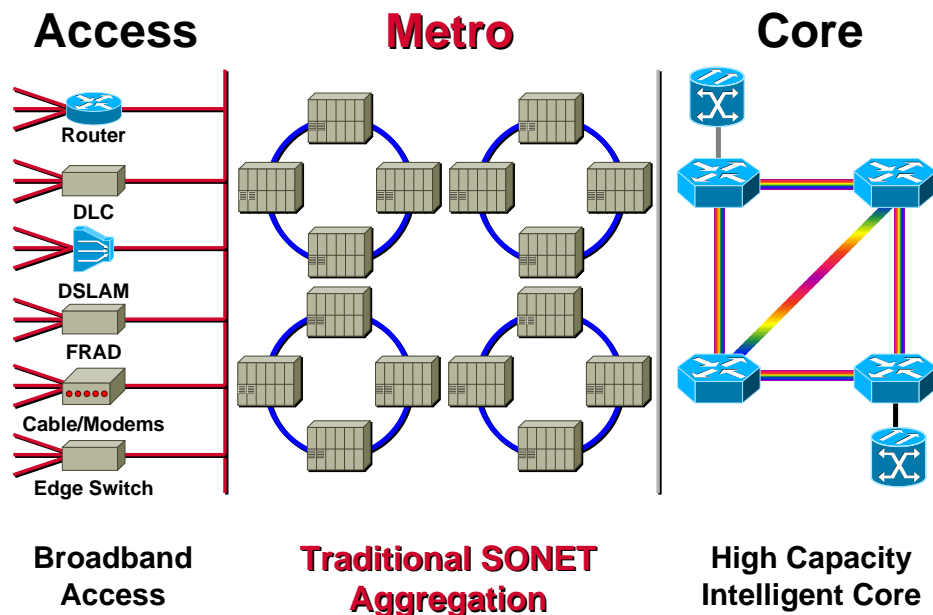 Access
Metro
Core
Router
DLC
DSLAM
FRAD
Cable/Modems
Edge Switch
Broadband
Access
Traditional SONET
Aggregation
High Capacity
Intelligent Core